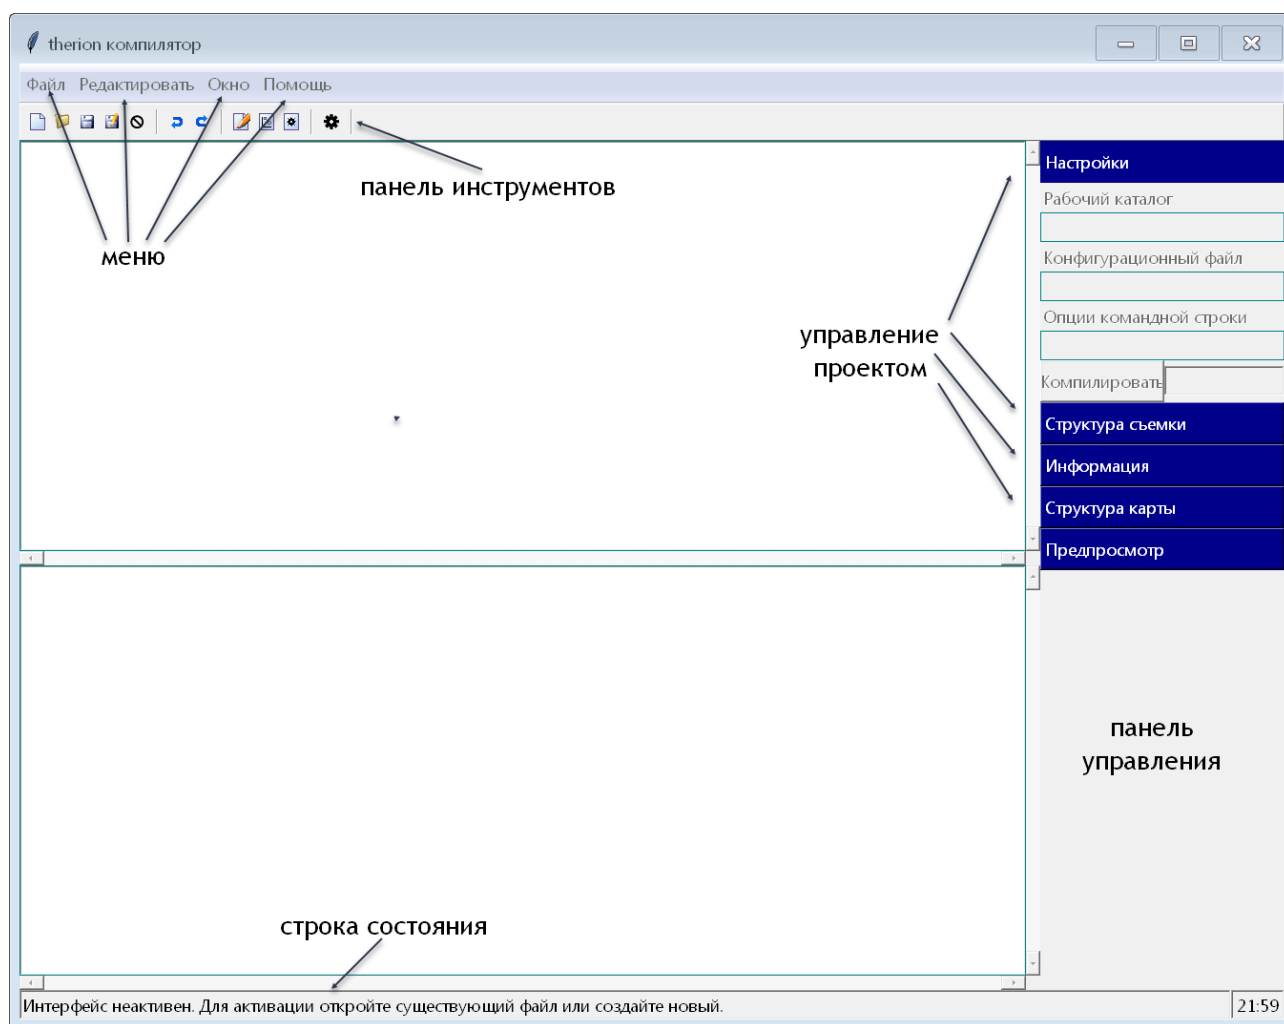 therion компилятор
Файл Редактировать Окно Помощь
панель инструментов
меню
управление
проектом
Настройки
Рабочий каталог
Конфигурационный файл
Опции командной строки
Компилировать
Структура съемки
Информация
Структура карты
Предпросмотр
панель
управления
строка состояния
Интерфейс неактивен. Для активации откройте существующий файл или создайте новый.
21:59